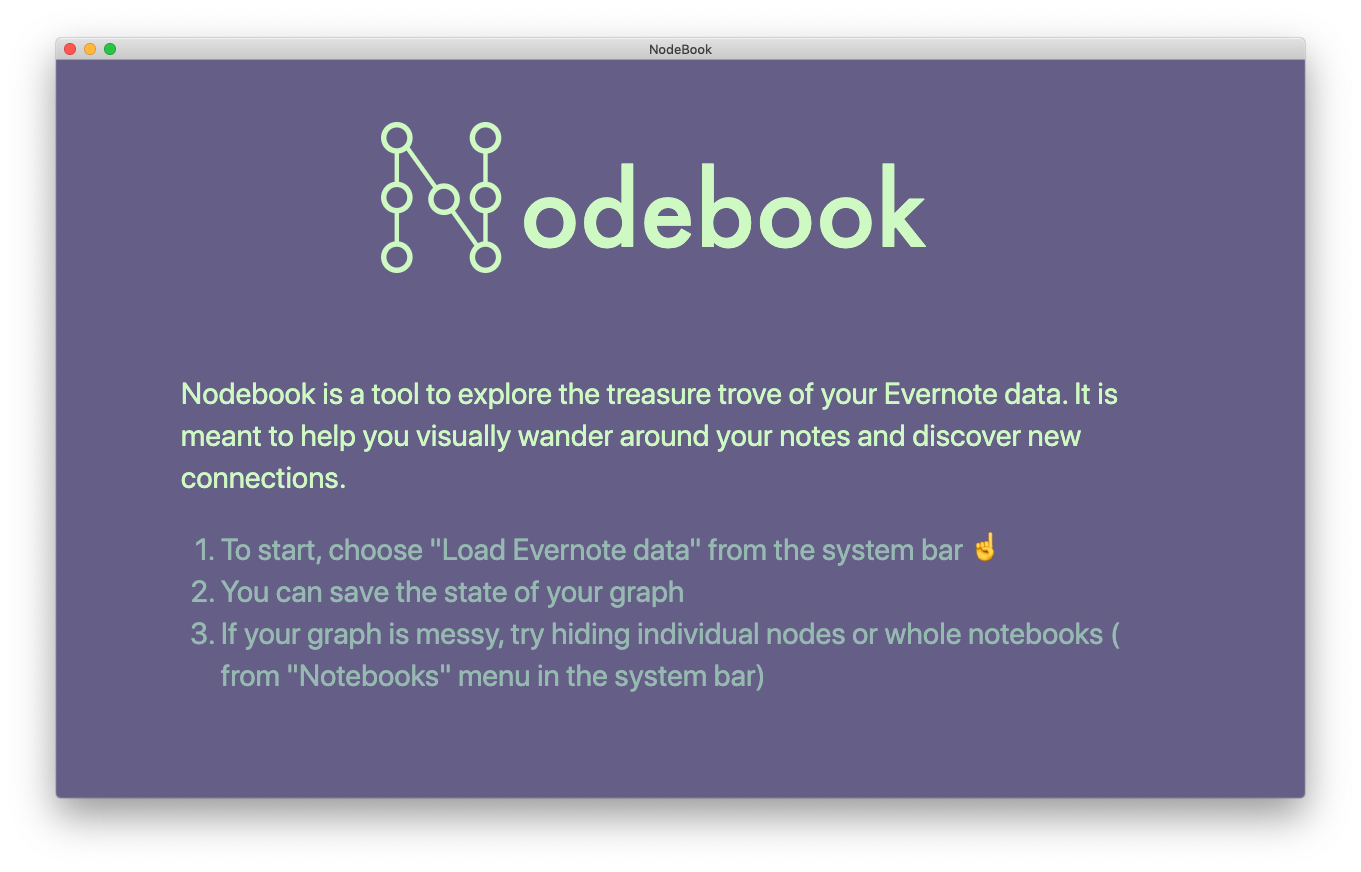 NodeBook
Nodebook
Nodebook is a tool to explore the treasure trove of your Evernote data. It is
meant to help you visually wander around your notes and discover new
connections.
1. To start, choose "Load Evernote data" from the system bar ☝️
2. You can save the state of your graph
3. If your graph is messy, try hiding individual nodes or whole notebooks (
from "Notebooks" menu in the system bar)